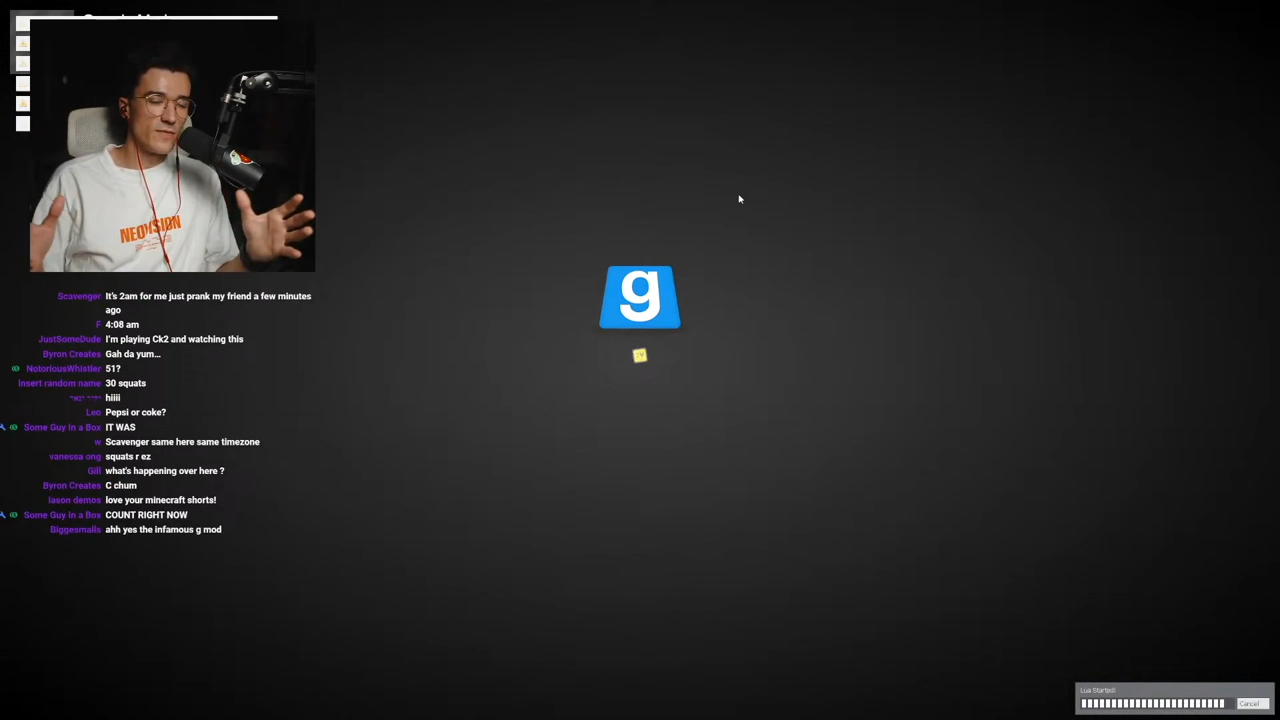 NEOVISION
Scavenger It's 2am for me just prank my friend a few minutes
ago
F 4:08 am
JustSomeDude I'm playing Ck2 and watching this
Byron Creates Gah da yum...
NotoriousWhistler 51?
Insert random name 30 squats
hiiii
Leo Pepsi or coke?
Some Guy In a Box IT WAS
w Scavenger same here same timezone
vanessa ong squats r ez
Gill what's happening over here ?
Byron Creates C chum
Iason demos love your minecraft shorts!
Some Guy In a Box COUNT RIGHT NOW
Biggesmalls ahh yes the infamous g mod
g
Lua Started!
Cancel